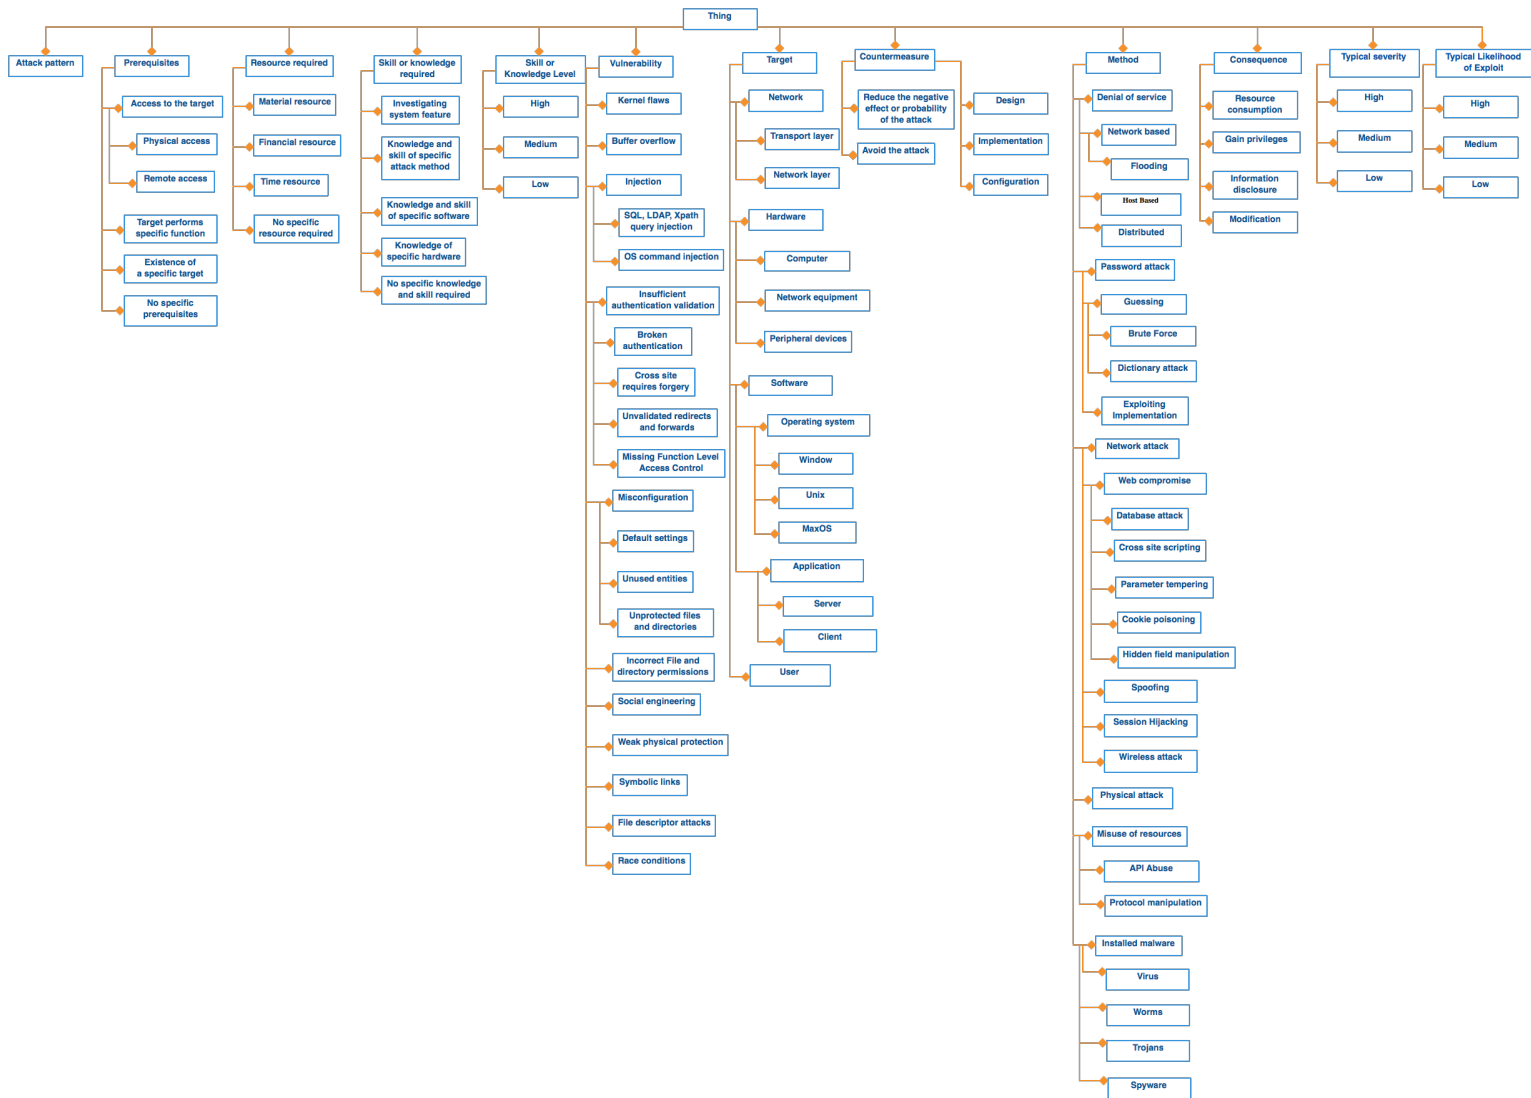 Thing
Attack pattern
Prerequisites
Access to the target
Physical access
Remote access
Target performs
specific function
Existence of
a specific target
No specific
prerequisites
Resource required
Material resource
Financial resource
Time resource
No specific
resource required
Skill or knowledge
required
Investigating
system feature
Knowledge and
skill of specific
attack method
Knowledge and skill
of specific software
Knowledge of
specific hardware
No specific knowledge
and skill required
Skill or
Knowledge Level
High
Medium
Low
Vulnerability
Kernel flaws
Buffer overflow
Injection
SQL, LDAP, Xpath
query injection
OS command injection
Insufficient
authentication validation
Broken
authentication
Cross site
requires forgery
Unvalidated redirects
and forwards
Missing Function Level
Access Control
Misconfiguration
Default settings
Unused entities
Unprotected files
and directories
Incorrect File and
directory permissions
Social engineering
Weak physical protection
Symbolic links
File descriptor attacks
Race conditions
Target
Network
Transport layer
Network layer
Hardware
Computer
Network equipment
Peripheral devices
Software
Operating system
Window
Unix
MaxOS
Application
Server
Client
User
Countermeasure
Reduce the negative
effect or probability
of the attack
Avoid the attack
Design
Implementation
Configuration
Method
Denial of service
Network based
Flooding
Host Based
Distributed
Password attack
Guessing
Brute Force
Dictionary attack
Exploiting
Implementation
Network attack
Web compromise
Database attack
Cross site scripting
Parameter tempering
Cookie poisoning
Hidden field manipulation
Spoofing
Session Hijacking
Wireless attack
Physical attack
Misuse of resources
API Abuse
Protocol manipulation
Installed malware
Virus
Worms
Trojans
Spyware
Consequence
Resource
consumption
Gain privileges
Information
disclosure
Modification
Typical severity
High
Medium
Low
Typical Likelihood
of Exploit
High
Medium
Low